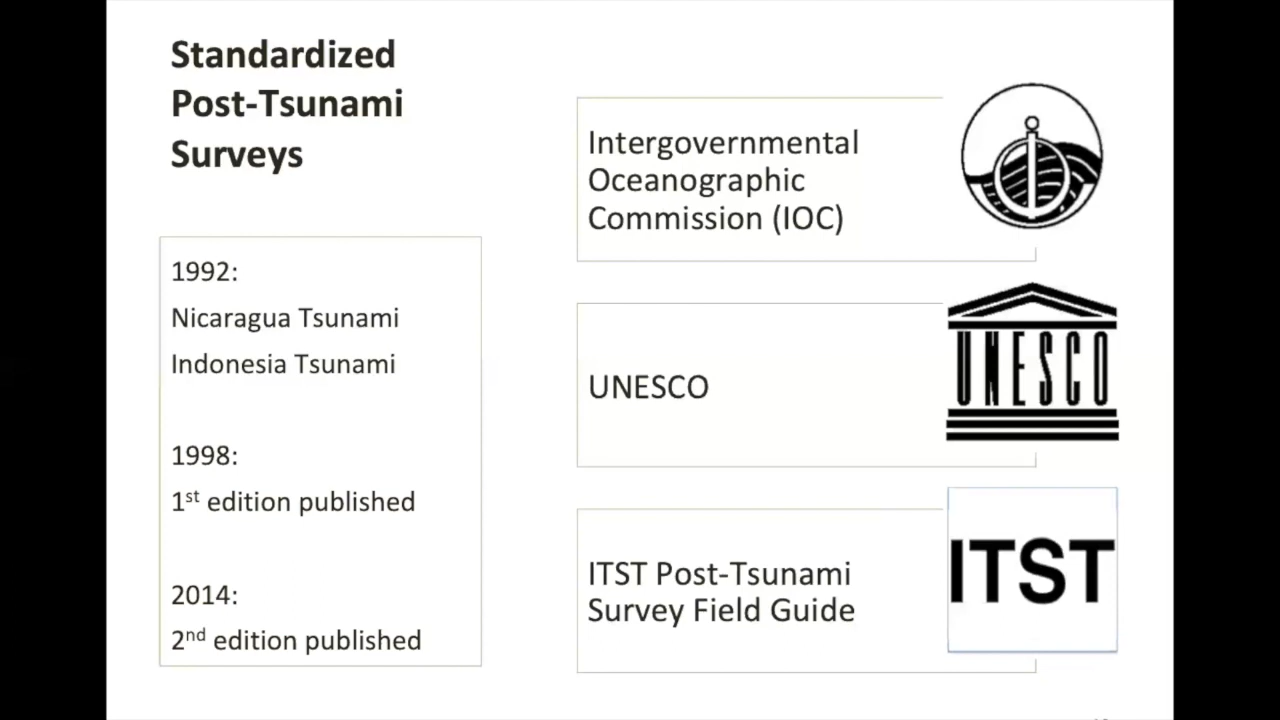 Standardized
Post-Tsunami
Surveys
1992:
Nicaragua Tsunami
Indonesia Tsunami
1998:
1st edition published
2014:
2nd edition published
Intergovernmental
Oceanographic
Commission (IOC)
UNESCO
UNESCO
ITST Post-Tsunami
Survey Field Guide
ITST